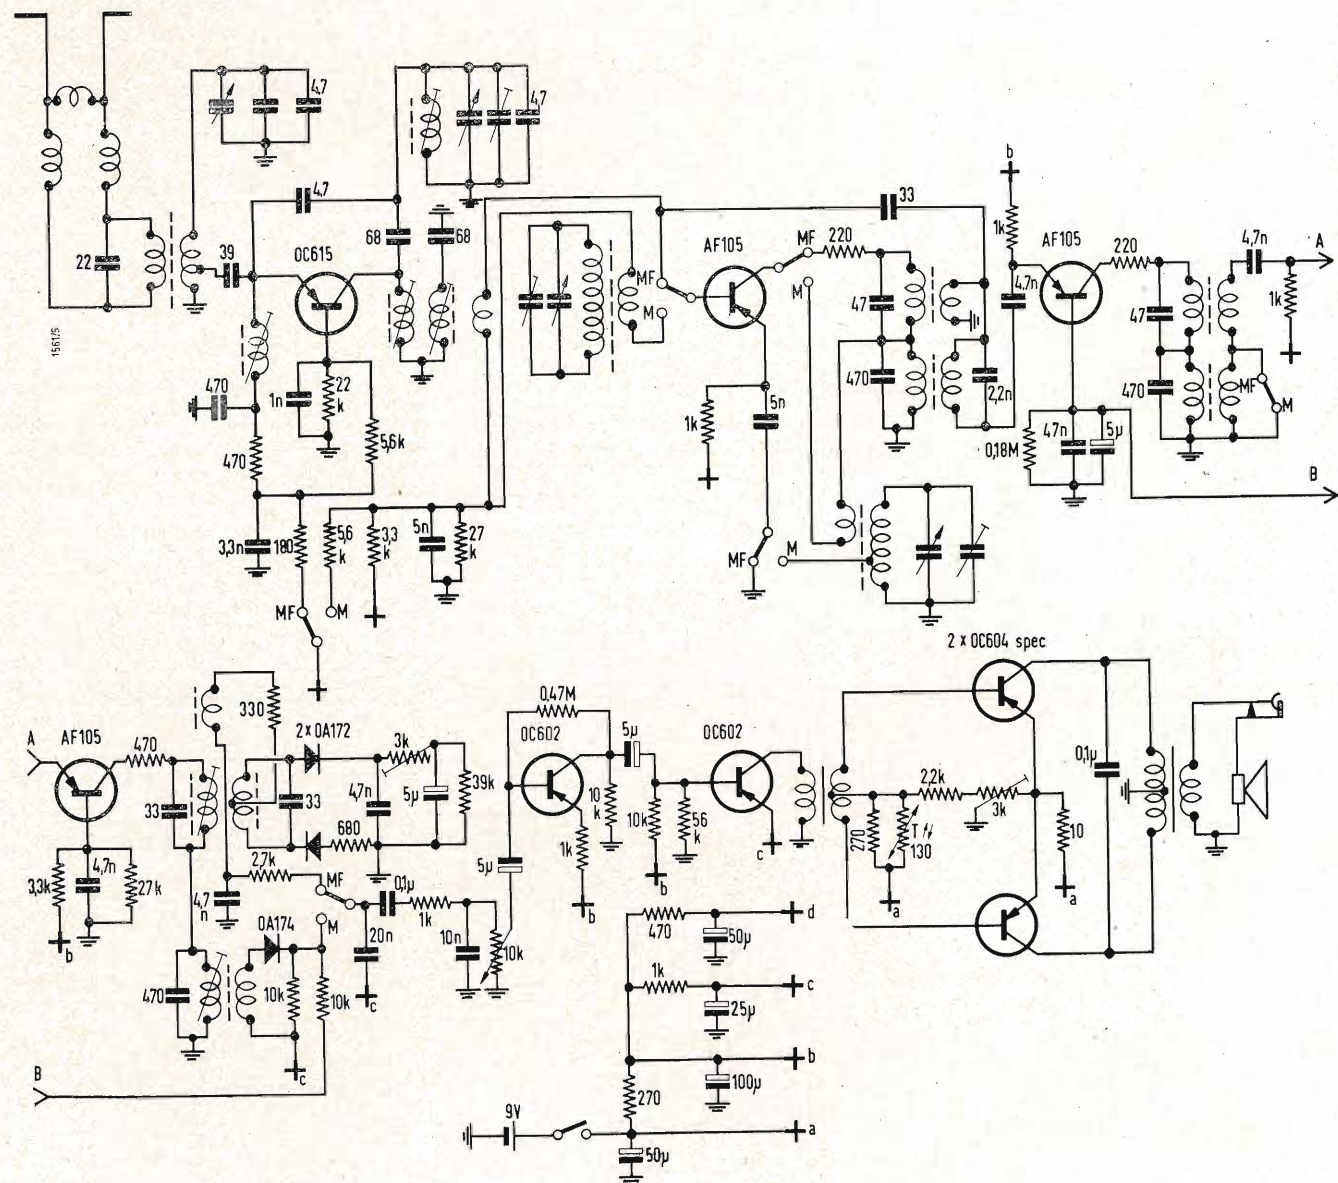 4,7
4,7
4,7
68
68
33
b
1k
39
OC615
22
AF105
MF
220
AF105
220
4,7n
A
MF
M
M
47
4,7n
47
1k
15615/5
470
1n
22
k
5,6k
470
1k
5n
470
2,2n
470
MF
M
0,18M
47n
5µ
B
3,3n
180
5,6
k
3,3
k
5n
27
k
MF
M
MF
M
2 x OC604 spec
0,47M
330
A
AF105
470
2x OA172
3k
OC602
5µ
OC602
0,1µ
33
33
4,7n
5µ
39k
10
k
10k
56
k
2,2k
3k
270
T
130
10
680
2,7k
3,3k
4,7n
27k
4,7
n
MF
0,1µ
1k
5µ
1k
c
b
a
a
b
b
OA174
M
20n
10n
10k
470
50µ
d
470
10k
10k
c
1k
25µ
c
c
B
b
100µ
270
9V
a
50µ